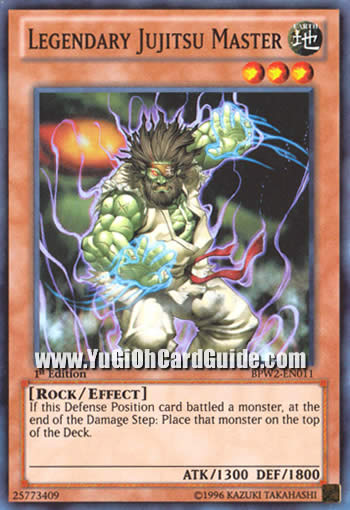 LEGENDARY JUJITSU MASTER
EARTH
地
www.YuGiOhCardGuide.com
1st Edition
BPW2-EN011
[ROCK/EFFECT]
If this Defense Position card battled a monster, at the
end of the Damage Step: Place that monster on the top
of the Deck.
ATK/1300 DEF/1800
25773409
©1996 KAZUKI TAKAHASHI